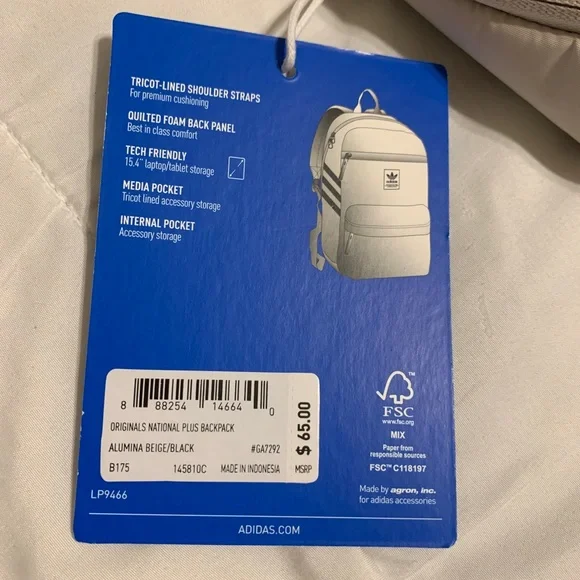 TRICOT-LINED SHOULDER STRAPS
For premium cushioning
QUILTED FOAM BACK PANEL
Best in class comfort
TECH FRIENDLY
15.4" laptop/tablet storage
MEDIA POCKET
Tricot lined accessory storage
INTERNAL POCKET
Accessory storage
8 88254 14664 0
ORIGINALS NATIONAL PLUS BACKPACK
ALUMINA BEIGE/BLACK #GA7292
B175 145810C MADE IN INDONESIA
$ 65.00
MSRP
LP9466
FSC™
www.fsc.org
MIX
Paper from
responsible sources
FSC™ C118197
Made by agron, inc.
for adidas accessories
ADIDAS.COM